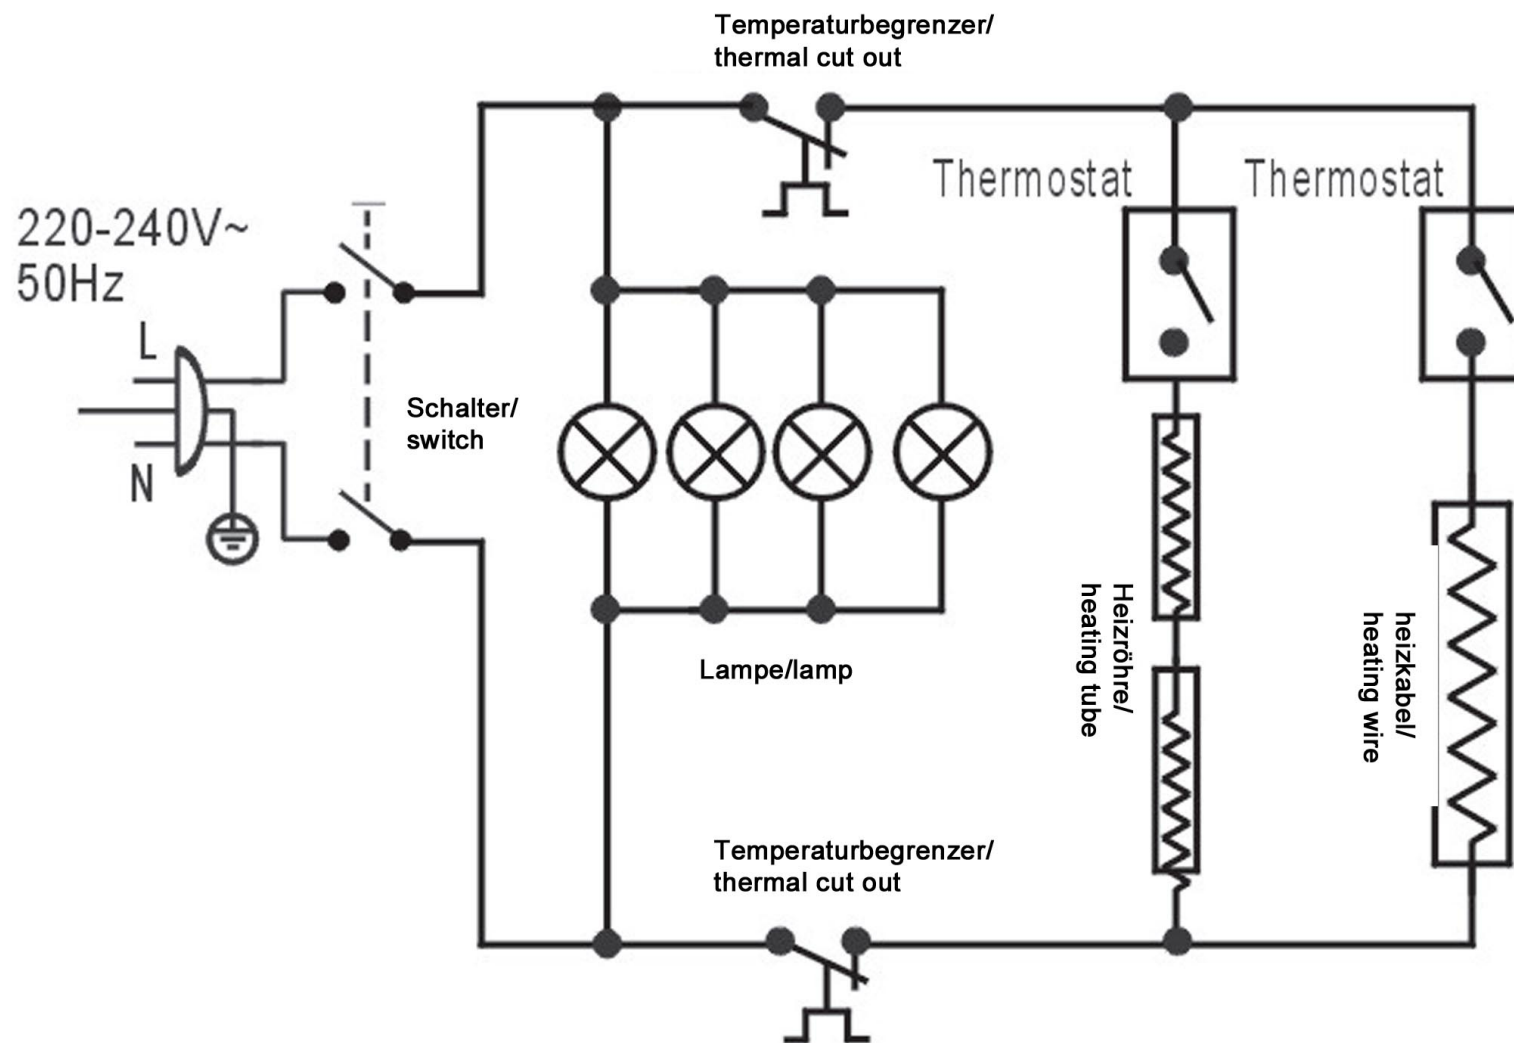 Temperaturbegrenzer/
thermal cut out
Thermostat
Thermostat
220-240V~
50Hz
L
Schalter/
switch
N
Heizröhre/
heating tube
heizkabel/
heating wire
Lampe/lamp
Temperaturbegrenzer/
thermal cut out